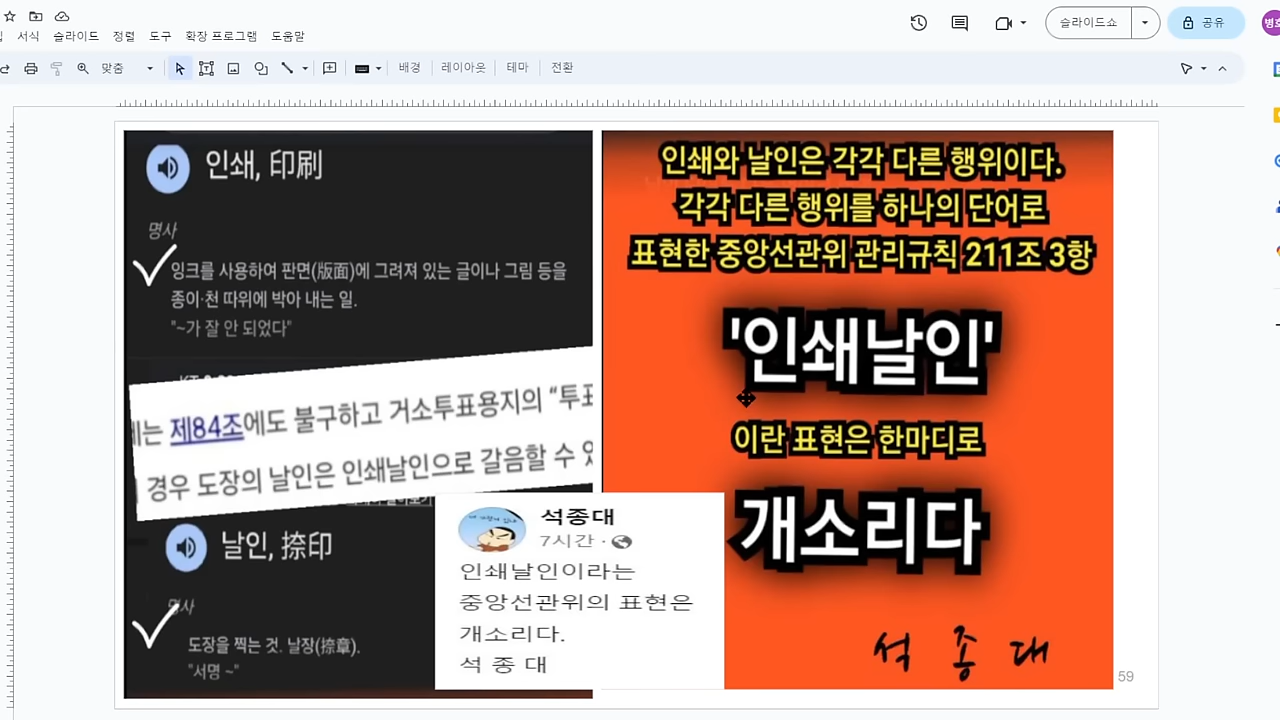 서식 슬라이드 정렬 도구 확장 프로그램 도움말
슬라이드쇼
공유
맞춤
배경 레이아웃 테마 전환
인쇄, 印刷
명사
잉크를 사용하여 판면(版面)에 그려져 있는 글이나 그림 등을
종이·천 따위에 박아 내는 일.
"~가 잘 안 되었다"
제84조에도 불구하고 거소투표용지의 “투표
경우 도장의 날인은 인쇄날인으로 갈음할 수
날인, 捺印
명사
도장을 찍는 것. 날장(捺章).
"서명 ~"
석종대
7시간 ·
인쇄날인이라는
중앙선관위의 표현은
개소리다.
석 종 대
인쇄와 날인은 각각 다른 행위이다.
각각 다른 행위를 하나의 단어로
표현한 중앙선관위 관리규칙 211조 3항
'인쇄날인'
이란 표현은 한마디로
개소리다
석 종 대
59